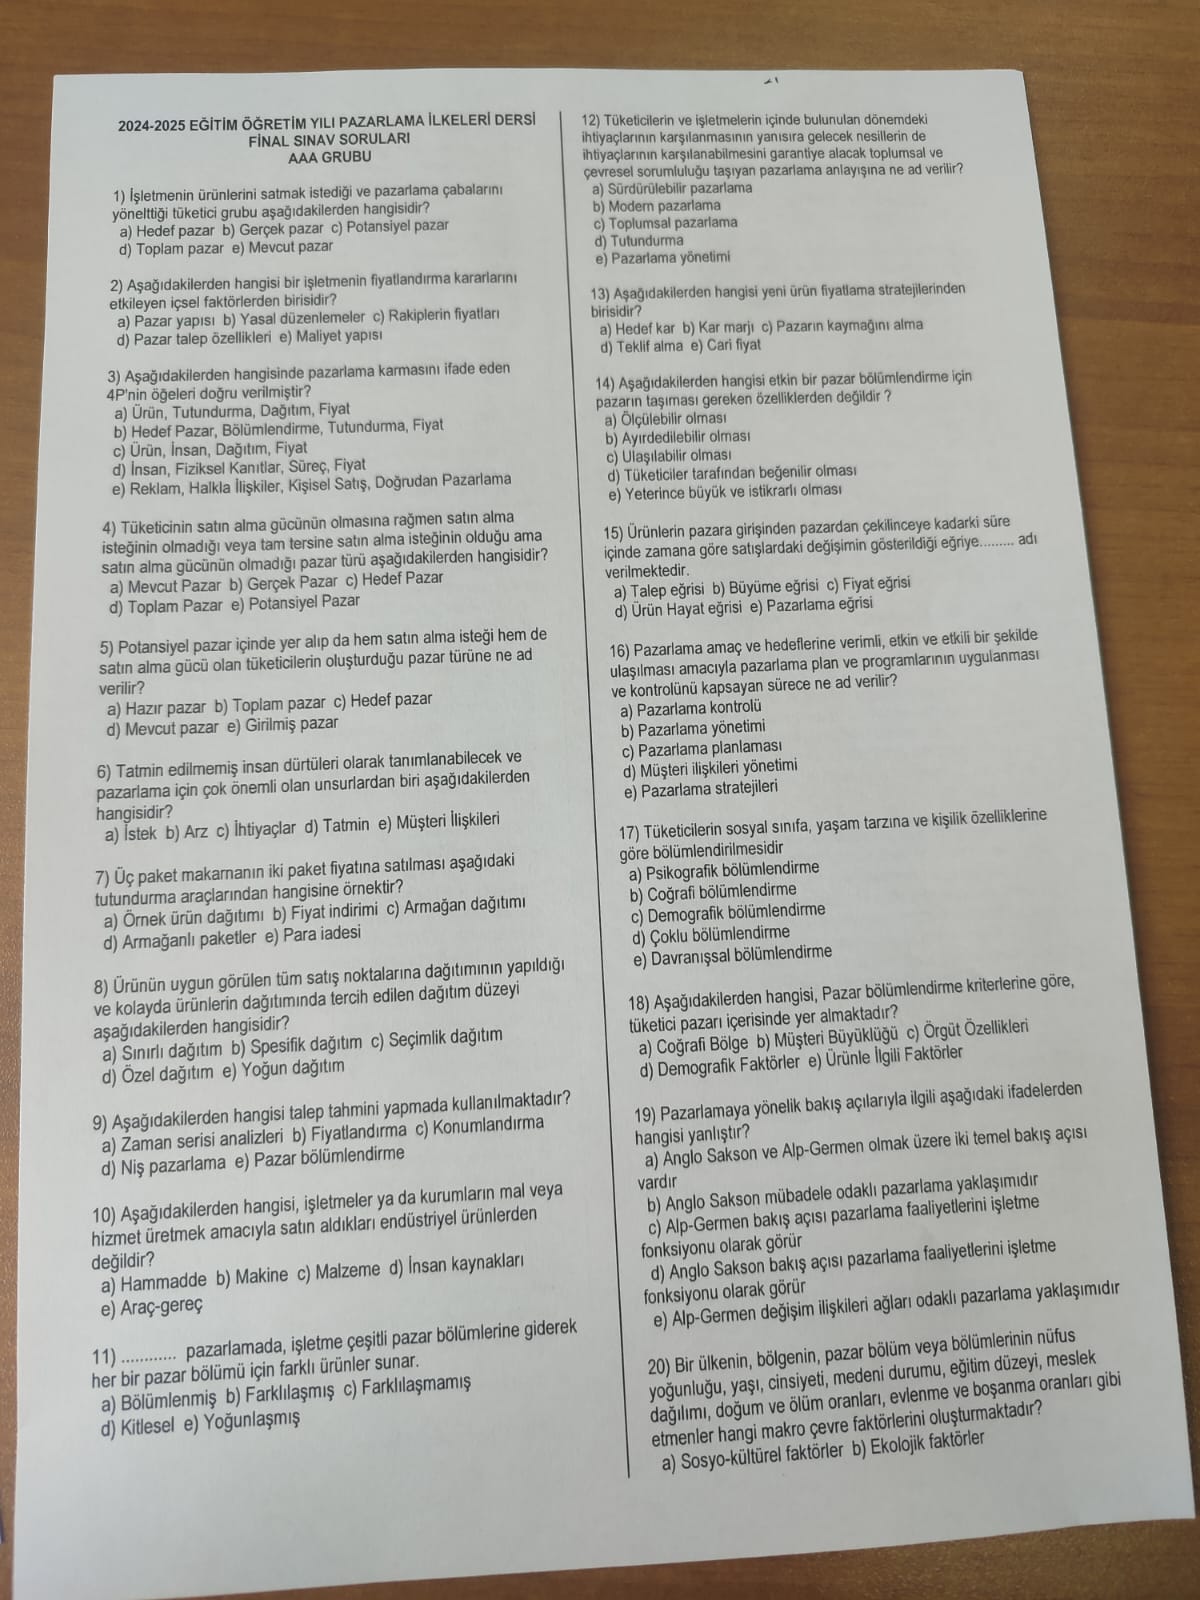 2024-2025 EĞİTİM ÖĞRETİM YILI PAZARLAMA İLKELERİ DERSİ
FİNAL SINAV SORULARI
AAA GRUBU
1) İşletmenin ürünlerini satmak istediği ve pazarlama çabalarını
yönelttiği tüketici grubu aşağıdakilerden hangisidir?
a) Hedef pazar b) Gerçek pazar c) Potansiyel pazar
d) Toplam pazar e) Mevcut pazar
2) Aşağıdakilerden hangisi bir işletmenin fiyatlandırma kararlarını
etkileyen içsel faktörlerden birisidir?
a) Pazar yapısı b) Yasal düzenlemeler c) Rakiplerin fiyatları
d) Pazar talep özellikleri e) Maliyet yapısı
3) Aşağıdakilerden hangisinde pazarlama karmasını ifade eden
4P'nin öğeleri doğru verilmiştir?
a) Ürün, Tutundurma, Dağıtım, Fiyat
b) Hedef Pazar, Bölümlendirme, Tutundurma, Fiyat
c) Ürün, İnsan, Dağıtım, Fiyat
d) İnsan, Fiziksel Kanıtlar, Süreç, Fiyat
e) Reklam, Halkla İlişkiler, Kişisel Satış, Doğrudan Pazarlama
4) Tüketicinin satın alma gücünün olmasına rağmen satın alma
isteğinin olmadığı veya tam tersine satın alma isteğinin olduğu ama
satın alma gücünün olmadığı pazar türü aşağıdakilerden hangisidir?
a) Mevcut Pazar b) Gerçek Pazar c) Hedef Pazar
d) Toplam Pazar e) Potansiyel Pazar
5) Potansiyel pazar içinde yer alıp da hem satın alma isteği hem de
satın alma gücü olan tüketicilerin oluşturduğu pazar türüne ne ad
verilir?
a) Hazır pazar b) Toplam pazar c) Hedef pazar
d) Mevcut pazar e) Girilmiş pazar
6) Tatmin edilmemiş insan dürtüleri olarak tanımlanabilecek ve
pazarlama için çok önemli olan unsurlardan biri aşağıdakilerden
hangisidir?
a) İstek b) Arz c) İhtiyaçlar d) Tatmin e) Müşteri İlişkileri
7) Üç paket makarnanın iki paket fiyatına satılması aşağıdaki
tutundurma araçlarından hangisine örnektir?
a) Örnek ürün dağıtımı b) Fiyat indirimi c) Armağan dağıtımı
d) Armağanlı paketler e) Para iadesi
8) Ürünün uygun görülen tüm satış noktalarına dağıtımının yapıldığı
ve kolayda ürünlerin dağıtımında tercih edilen dağıtım düzeyi
aşağıdakilerden hangisidir?
a) Sınırlı dağıtım b) Spesifik dağıtım c) Seçimlik dağıtım
d) Özel dağıtım e) Yoğun dağıtım
9) Aşağıdakilerden hangisi talep tahmini yapmada kullanılmaktadır?
a) Zaman serisi analizleri b) Fiyatlandırma c) Konumlandırma
d) Niş pazarlama e) Pazar bölümlendirme
10) Aşağıdakilerden hangisi, işletmeler ya da kurumların mal veya
hizmet üretmek amacıyla satın aldıkları endüstriyel ürünlerden
değildir?
a) Hammadde b) Makine c) Malzeme d) İnsan kaynakları
e) Araç-gereç
11) ............ pazarlamada, işletme çeşitli pazar bölümlerine giderek
her bir pazar bölümü için farklı ürünler sunar.
a) Bölümlenmiş b) Farklılaşmış c) Farklılaşmamış
d) Kitlesel e) Yoğunlaşmış
12) Tüketicilerin ve işletmelerin içinde bulunulan dönemdeki
ihtiyaçlarının karşılanmasının yanısıra gelecek nesillerin de
ihtiyaçlarının karşılanabilmesini garantiye alacak toplumsal ve
çevresel sorumluluğu taşıyan pazarlama anlayışına ne ad verilir?
a) Sürdürülebilir pazarlama
b) Modern pazarlama
c) Toplumsal pazarlama
d) Tutundurma
e) Pazarlama yönetimi
13) Aşağıdakilerden hangisi yeni ürün fiyatlama stratejilerinden
birisidir?
a) Hedef kar b) Kar marjı c) Pazarın kaymağını alma
d) Teklif alma e) Cari fiyat
14) Aşağıdakilerden hangisi etkin bir pazar bölümlendirme için
pazarın taşıması gereken özelliklerden değildir ?
a) Ölçülebilir olması
b) Ayırdedilebilir olması
c) Ulaşılabilir olması
d) Tüketiciler tarafından beğenilir olması
e) Yeterince büyük ve istikrarlı olması
15) Ürünlerin pazara girişinden pazardan çekilinceye kadarki süre
içinde zamana göre satışlardaki değişimin gösterildiği eğriye......... adı
verilmektedir.
a) Talep eğrisi b) Büyüme eğrisi c) Fiyat eğrisi
d) Ürün Hayat eğrisi e) Pazarlama eğrisi
16) Pazarlama amaç ve hedeflerine verimli, etkin ve etkili bir şekilde
ulaşılması amacıyla pazarlama plan ve programlarının uygulanması
ve kontrolünü kapsayan sürece ne ad verilir?
a) Pazarlama kontrolü
b) Pazarlama yönetimi
c) Pazarlama planlaması
d) Müşteri ilişkileri yönetimi
e) Pazarlama stratejileri
17) Tüketicilerin sosyal sınıfa, yaşam tarzına ve kişilik özelliklerine
göre bölümlendirilmesidir
a) Psikografik bölümlendirme
b) Coğrafi bölümlendirme
c) Demografik bölümlendirme
d) Çoklu bölümlendirme
e) Davranışsal bölümlendirme
18) Aşağıdakilerden hangisi, Pazar bölümlendirme kriterlerine göre,
tüketici pazarı içerisinde yer almaktadır?
a) Coğrafi Bölge b) Müşteri Büyüklüğü c) Örgüt Özellikleri
d) Demografik Faktörler e) Ürünle İlgili Faktörler
19) Pazarlamaya yönelik bakış açılarıyla ilgili aşağıdaki ifadelerden
hangisi yanlıştır?
a) Anglo Sakson ve Alp-Germen olmak üzere iki temel bakış açısı
vardır
b) Anglo Sakson mübadele odaklı pazarlama yaklaşımıdır
c) Alp-Germen bakış açısı pazarlama faaliyetlerini işletme
fonksiyonu olarak görür
d) Anglo Sakson bakış açısı pazarlama faaliyetlerini işletme
fonksiyonu olarak görür
e) Alp-Germen değişim ilişkileri ağları odaklı pazarlama yaklaşımıdır
20) Bir ülkenin, bölgenin, pazar bölüm veya bölümlerinin nüfus
yoğunluğu, yaşı, cinsiyeti, medeni durumu, eğitim düzeyi, meslek
dağılımı, doğum ve ölüm oranları, evlenme ve boşanma oranları gibi
etmenler hangi makro çevre faktörlerini oluşturmaktadır?
a) Sosyo-kültürel faktörler b) Ekolojik faktörler